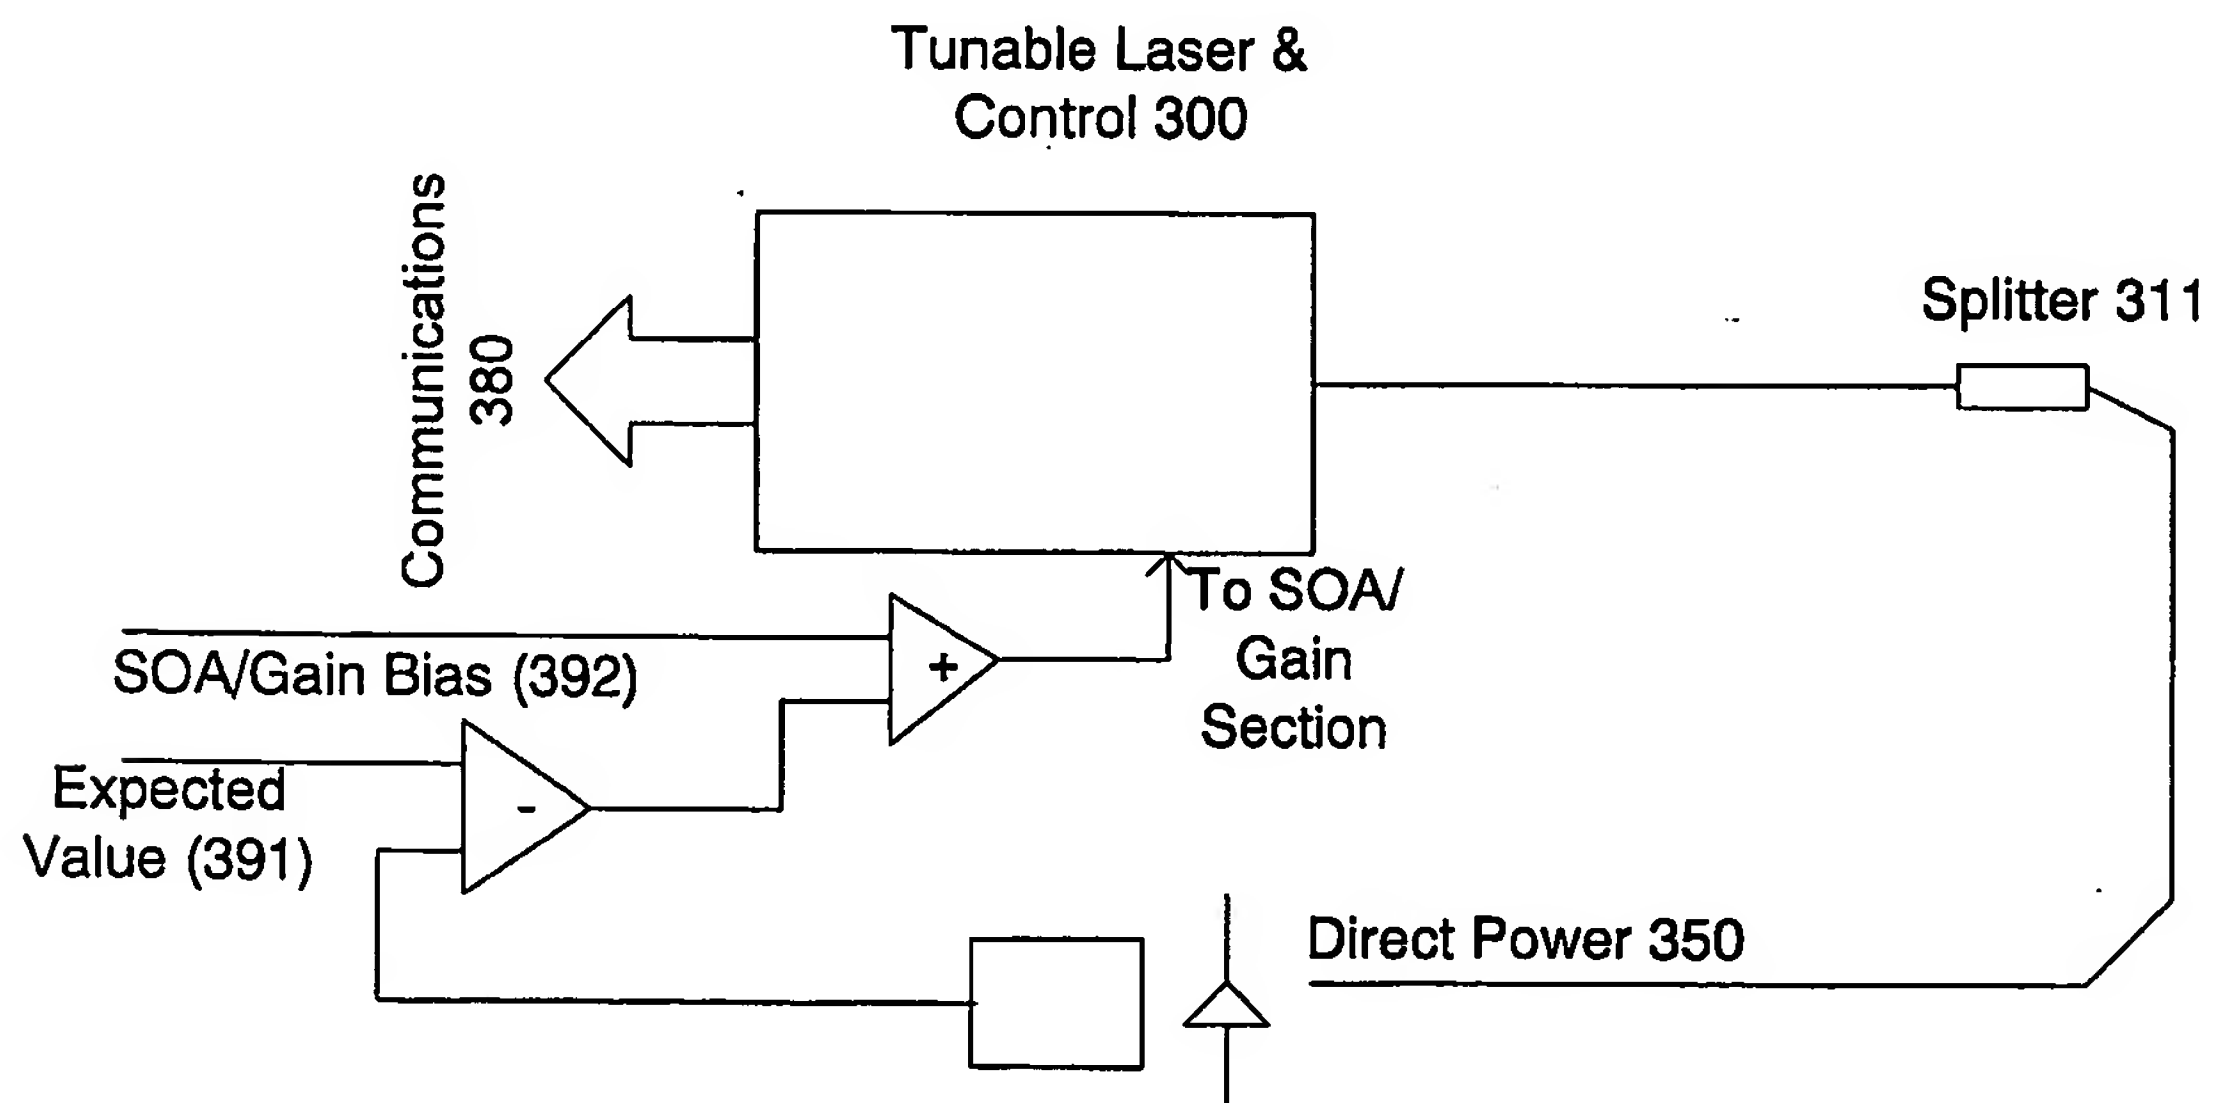 Tunable Laser &
Control 300
Communications
380
Splitter 311
To SOA/
Gain
Section
SOA/Gain Bias (392)
+
Expected
Value (391)
-
Direct Power 350